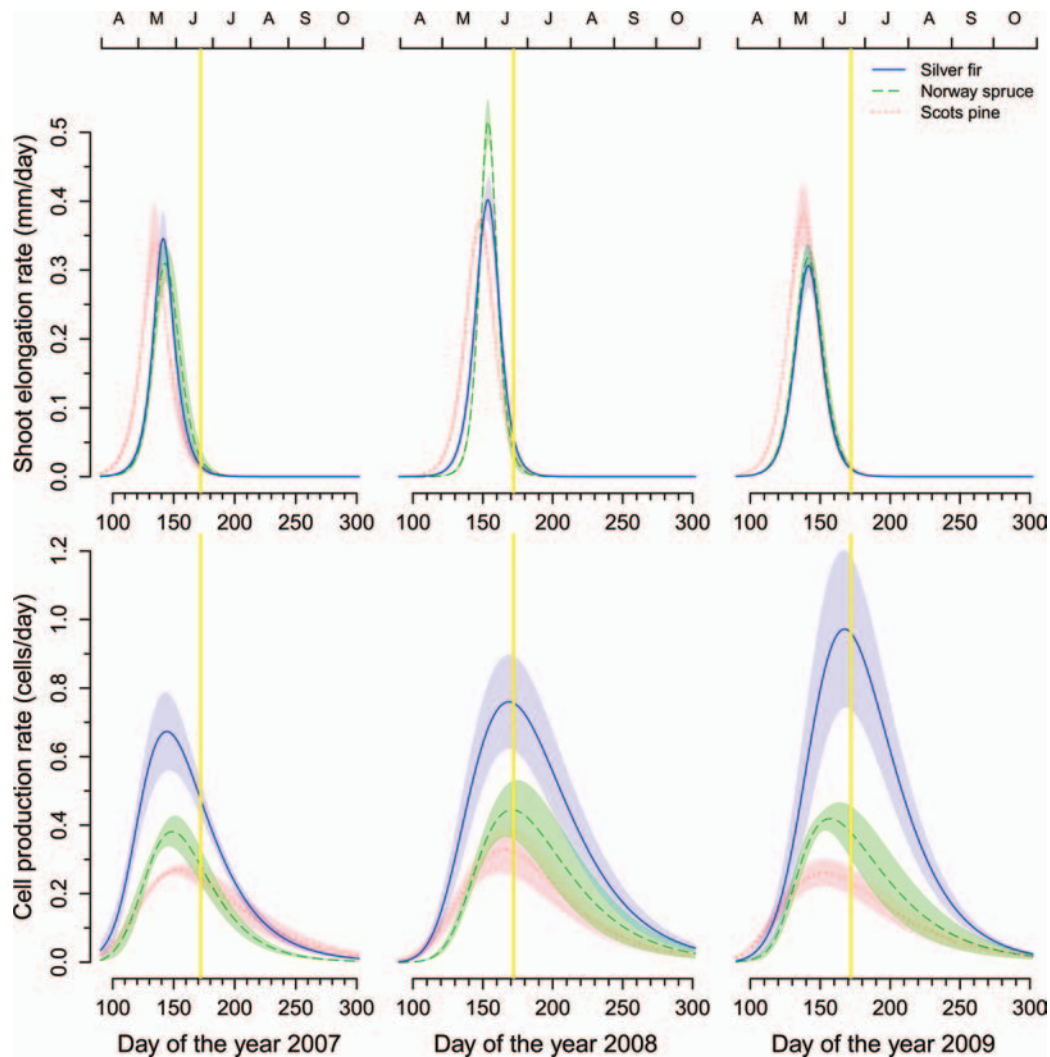 A M J J A S O
A M J J A S O
A M J J A S O
Silver fir
Norway spruce
Scots pine
Shoot elongation rate (mm/day)
0.5
0.4
0.3
0.2
0.1
0.0
100 150 200 250 300
100 150 200 250 300
100 150 200 250 300
Cell production rate (cells/day)
1.2
1.0
0.8
0.6
0.4
0.2
0.0
100 150 200 250 300
100 150 200 250 300
100 150 200 250 300
Day of the year 2007
Day of the year 2008
Day of the year 2009